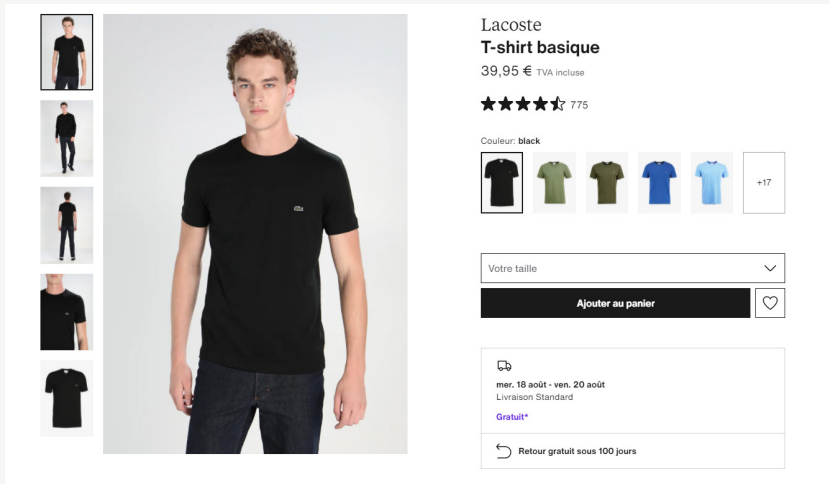 Lacoste
T-shirt basique
39,95 € TVA incluse
775
Couleur: black
+17
Votre taille
Ajouter au panier
mer. 18 août - ven. 20 août
Livraison Standard
Gratuit*
Retour gratuit sous 100 jours